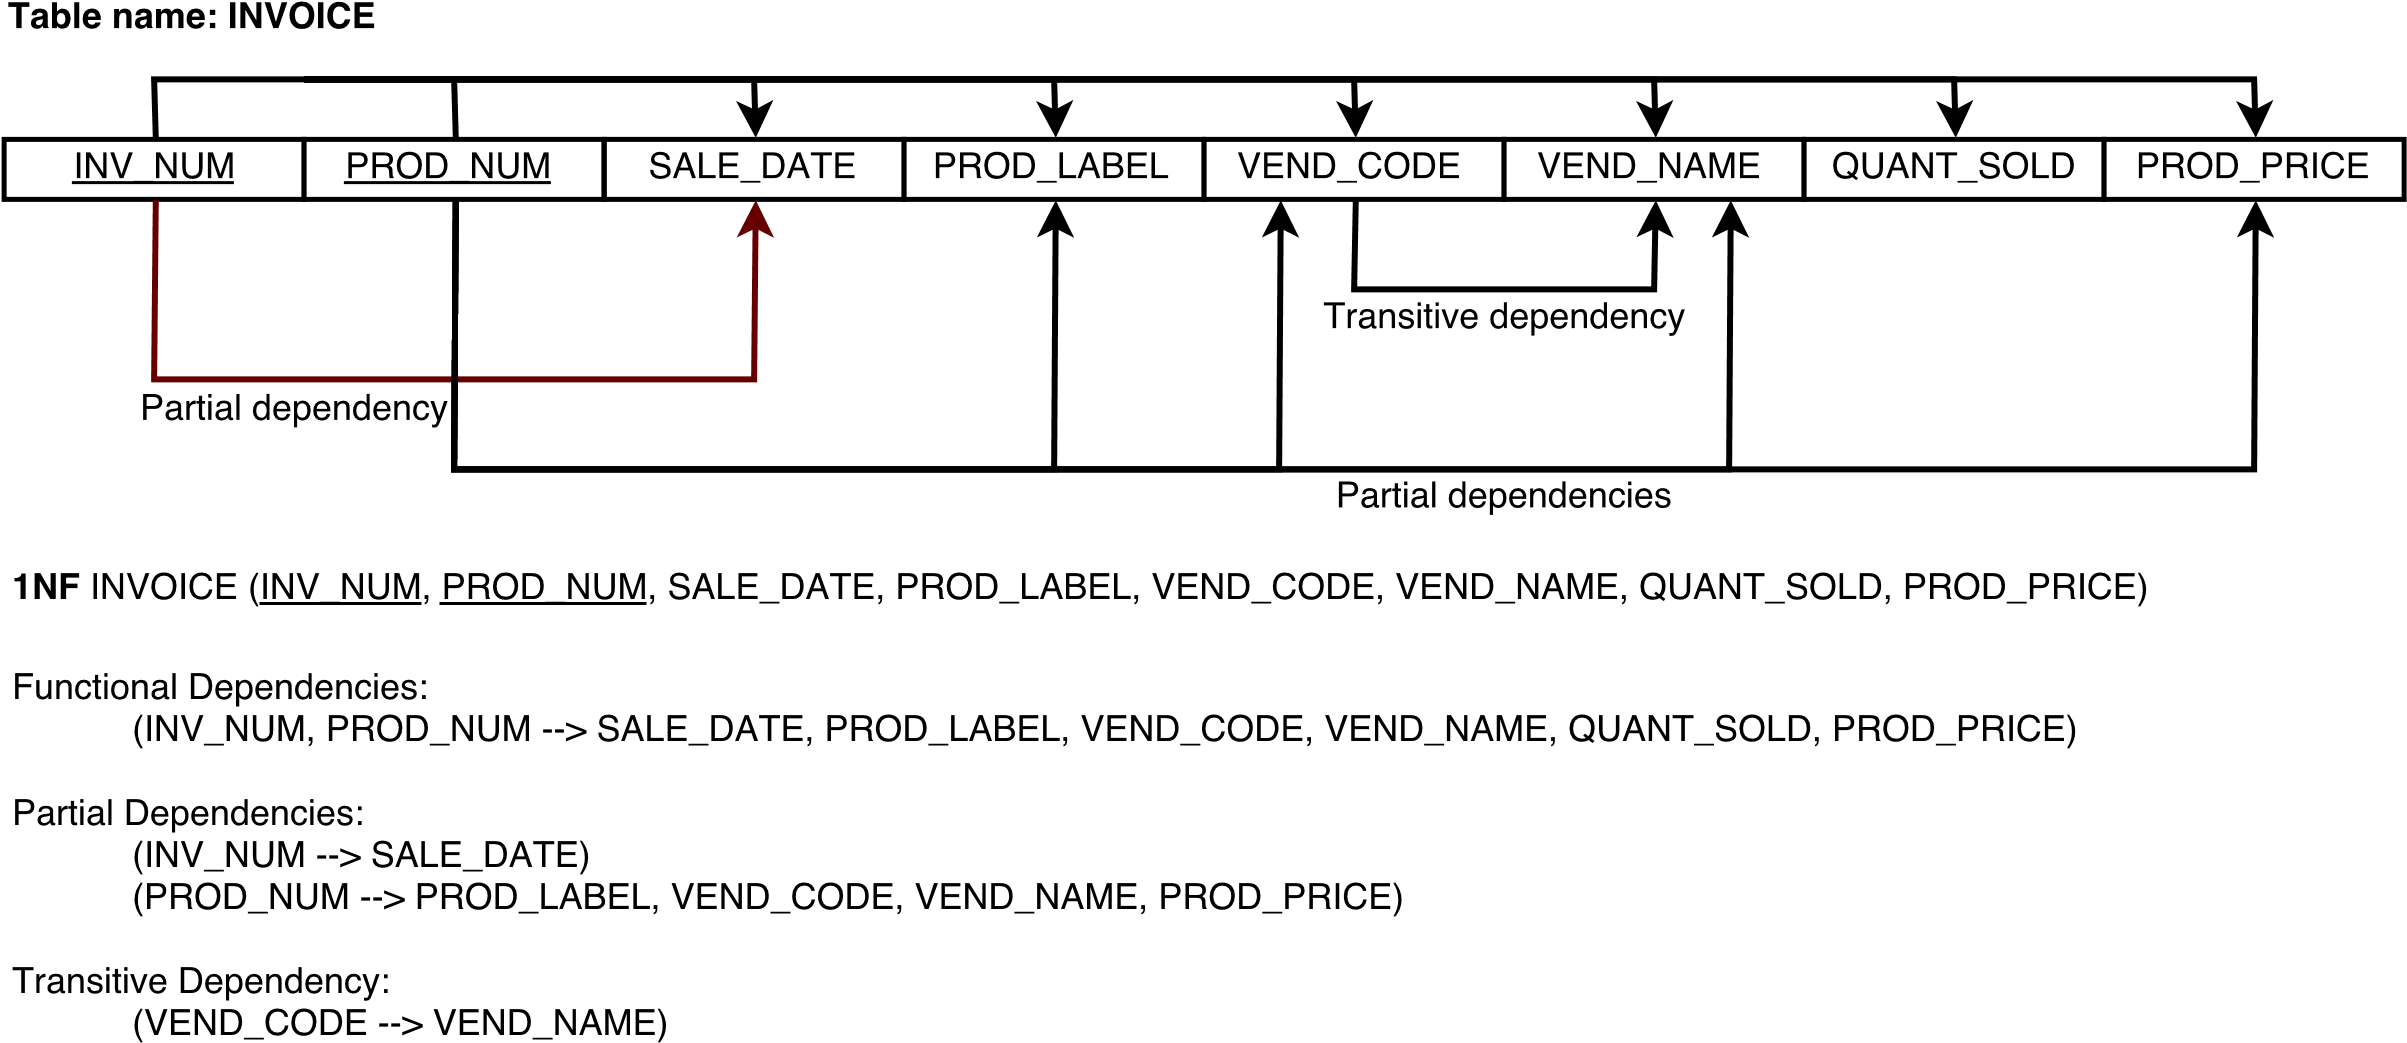 Table name: INVOICE
INV_NUM PROD_NUM SALE_DATE PROD_LABEL VEND_CODE VEND_NAME QUANT_SOLD PROD_PRICE
Transitive dependency
Partial dependency
Partial dependencies
1NF INVOICE (INV_NUM, PROD_NUM, SALE_DATE, PROD_LABEL, VEND_CODE, VEND_NAME, QUANT_SOLD, PROD_PRICE)
Functional Dependencies:
(INV_NUM, PROD_NUM --> SALE_DATE, PROD_LABEL, VEND_CODE, VEND_NAME, QUANT_SOLD, PROD_PRICE)
Partial Dependencies:
(INV_NUM --> SALE_DATE)
(PROD_NUM --> PROD_LABEL, VEND_CODE, VEND_NAME, PROD_PRICE)
Transitive Dependency:
(VEND_CODE --> VEND_NAME)